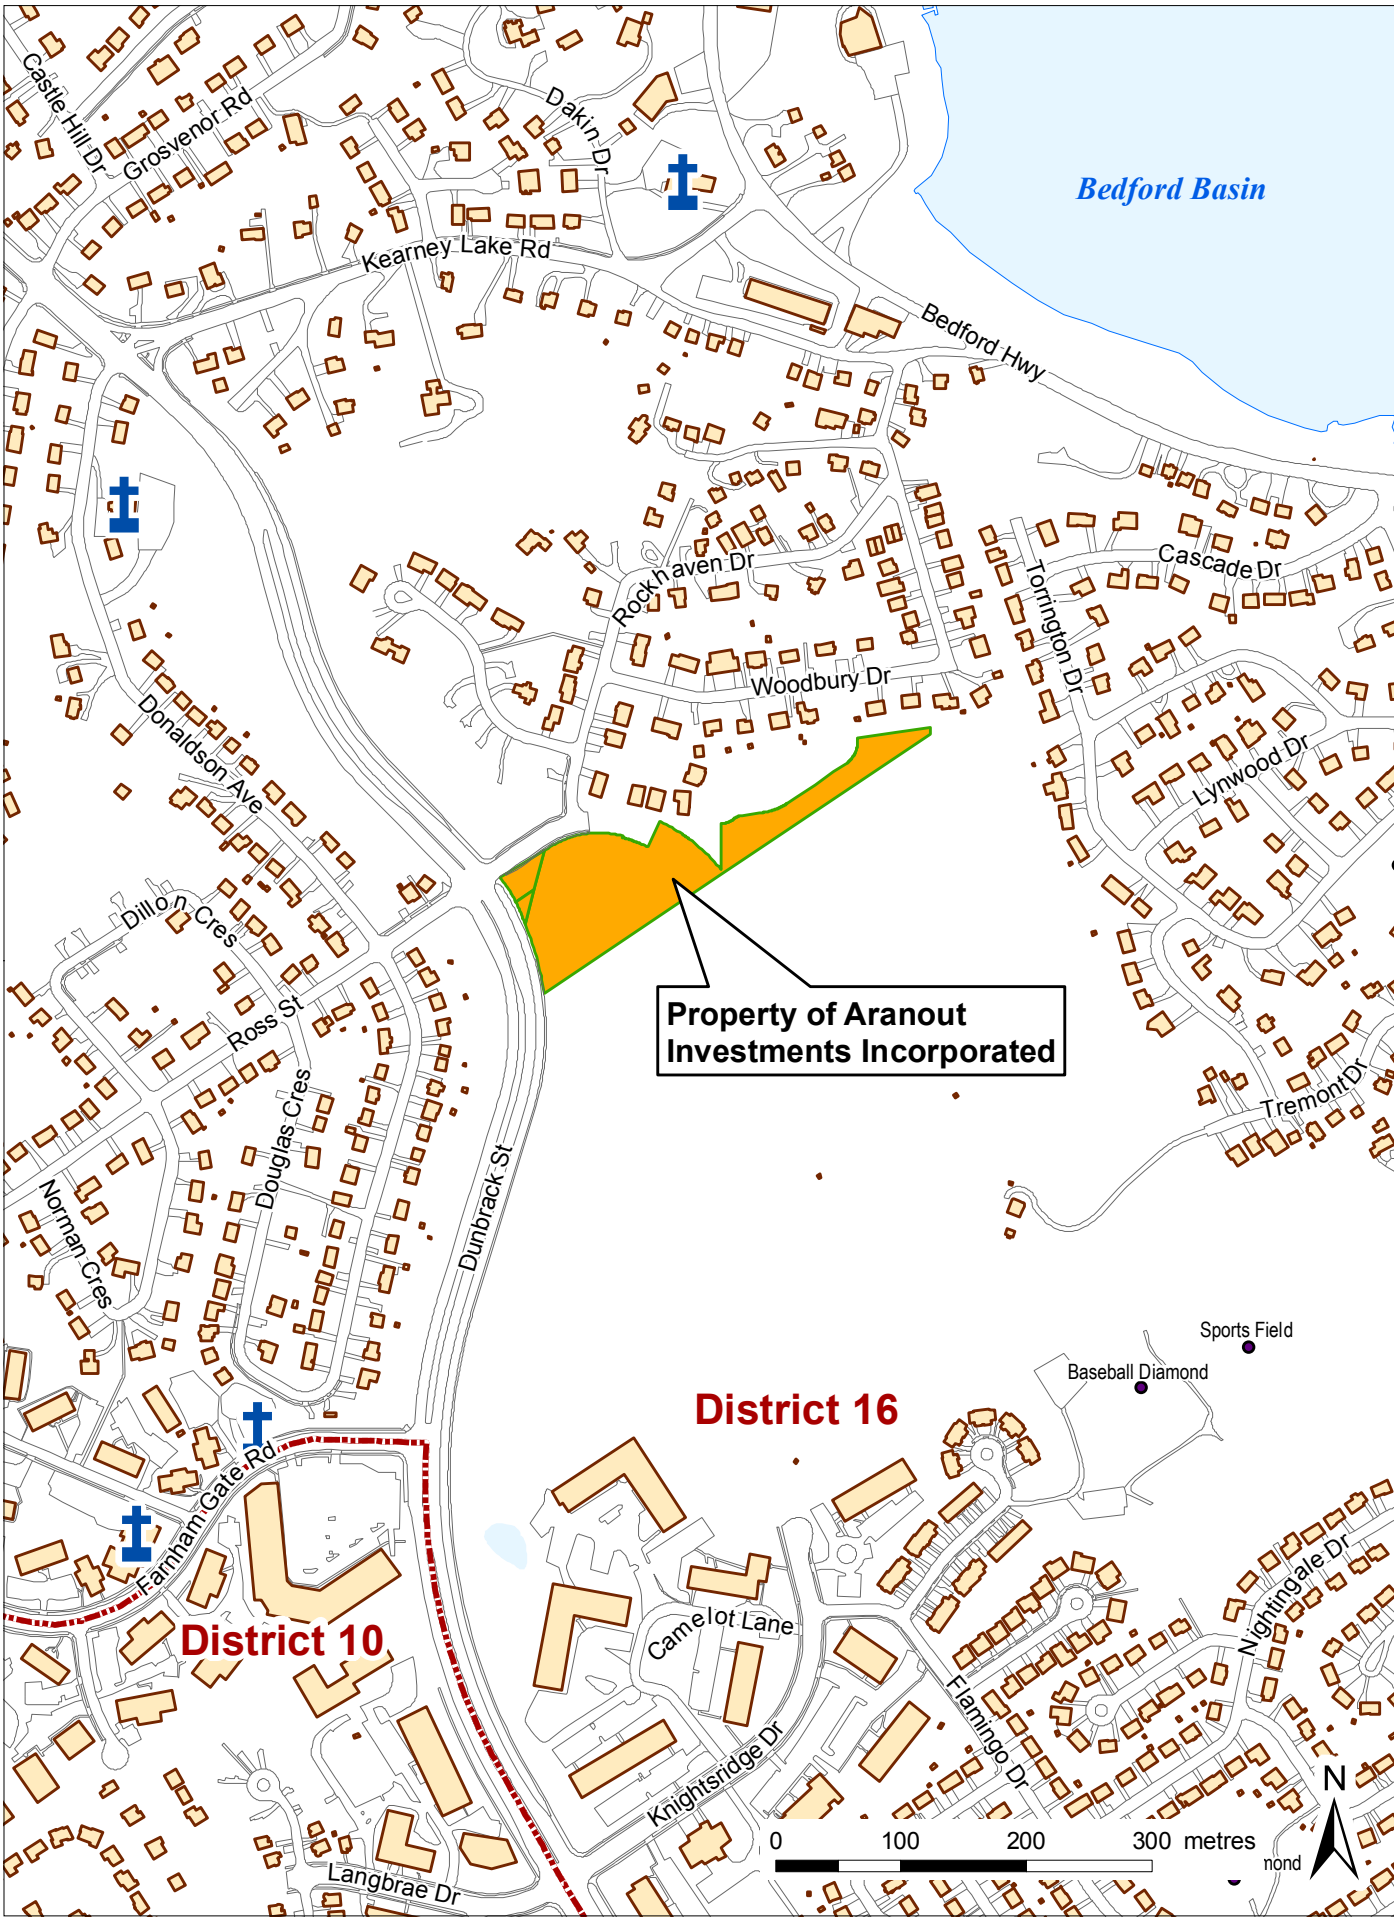 Castle Hill Dr
Grosvenor Rd
Dakin Dr
Bedford Basin
Kearney Lake Rd
Bedford Hwy
Rockhaven Dr
Cascade Dr
Torrington Dr
Woodbury Dr
Donaldson Ave
Lynwood Dr
Dillon Cres
Ross St
Property of Aranout
Investments Incorporated
Douglas Cres
Tremont Dr
Norman Cres
Dunbrack St
Sports Field
Baseball Diamond
District 16
Farnham Gate Rd
District 10
Camelot Lane
Nightingale Dr
Flamingo Dr
Knightsridge Dr
Langbrae Dr
N
0 100 200 300 metres
mond